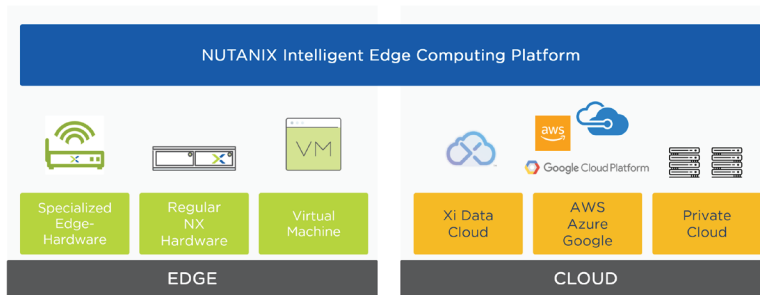 NUTANIX Intelligent Edge Computing Platform
VM
aws
Google Cloud Platform
Specialized
Edge-
Hardware
Regular
NX
Hardware
Virtual
Machine
Xi Data
Cloud
AWS
Azure
Google
Private
Cloud
EDGE
CLOUD